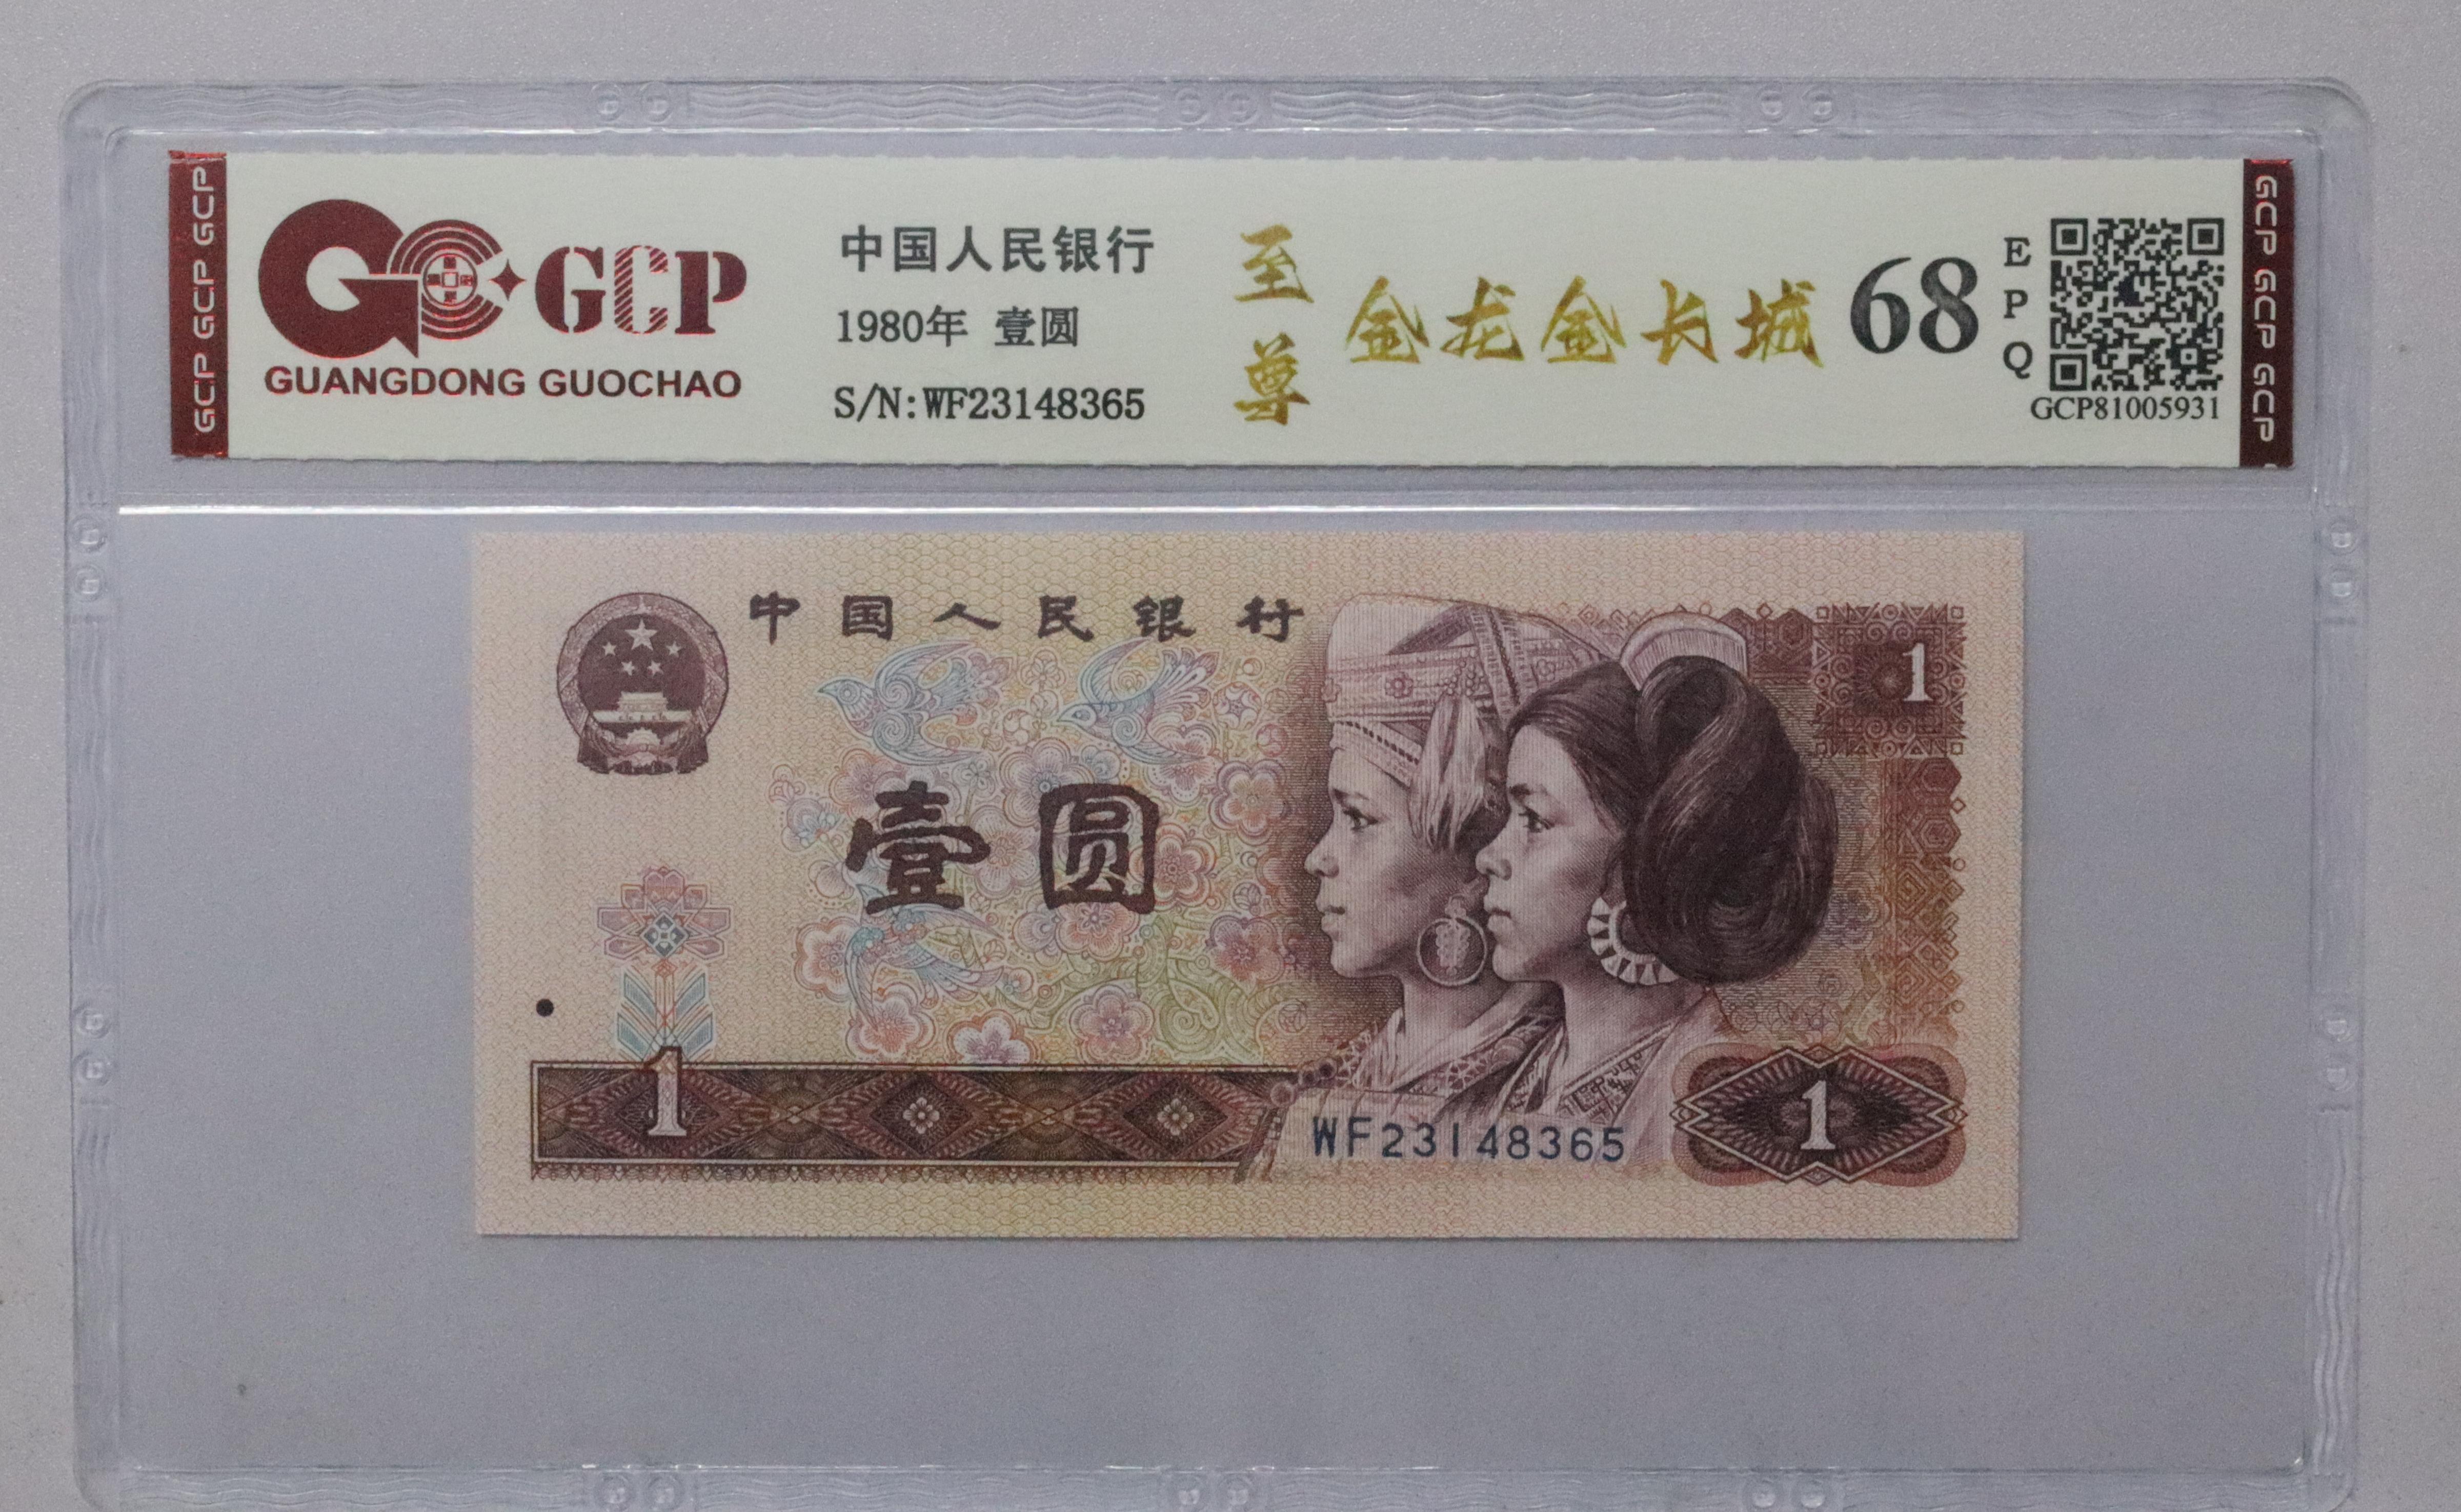 GCP GCP GCP
GCP
GUANGDONG GUOCHAO
中国人民银行
1980年 壹圆
S/N:WF23148365
至尊
金龙金长城
68
EPQ
GCP81005931
GCP GCP GCP
中国人民银行
1
壹圆
1
WF23148365
1